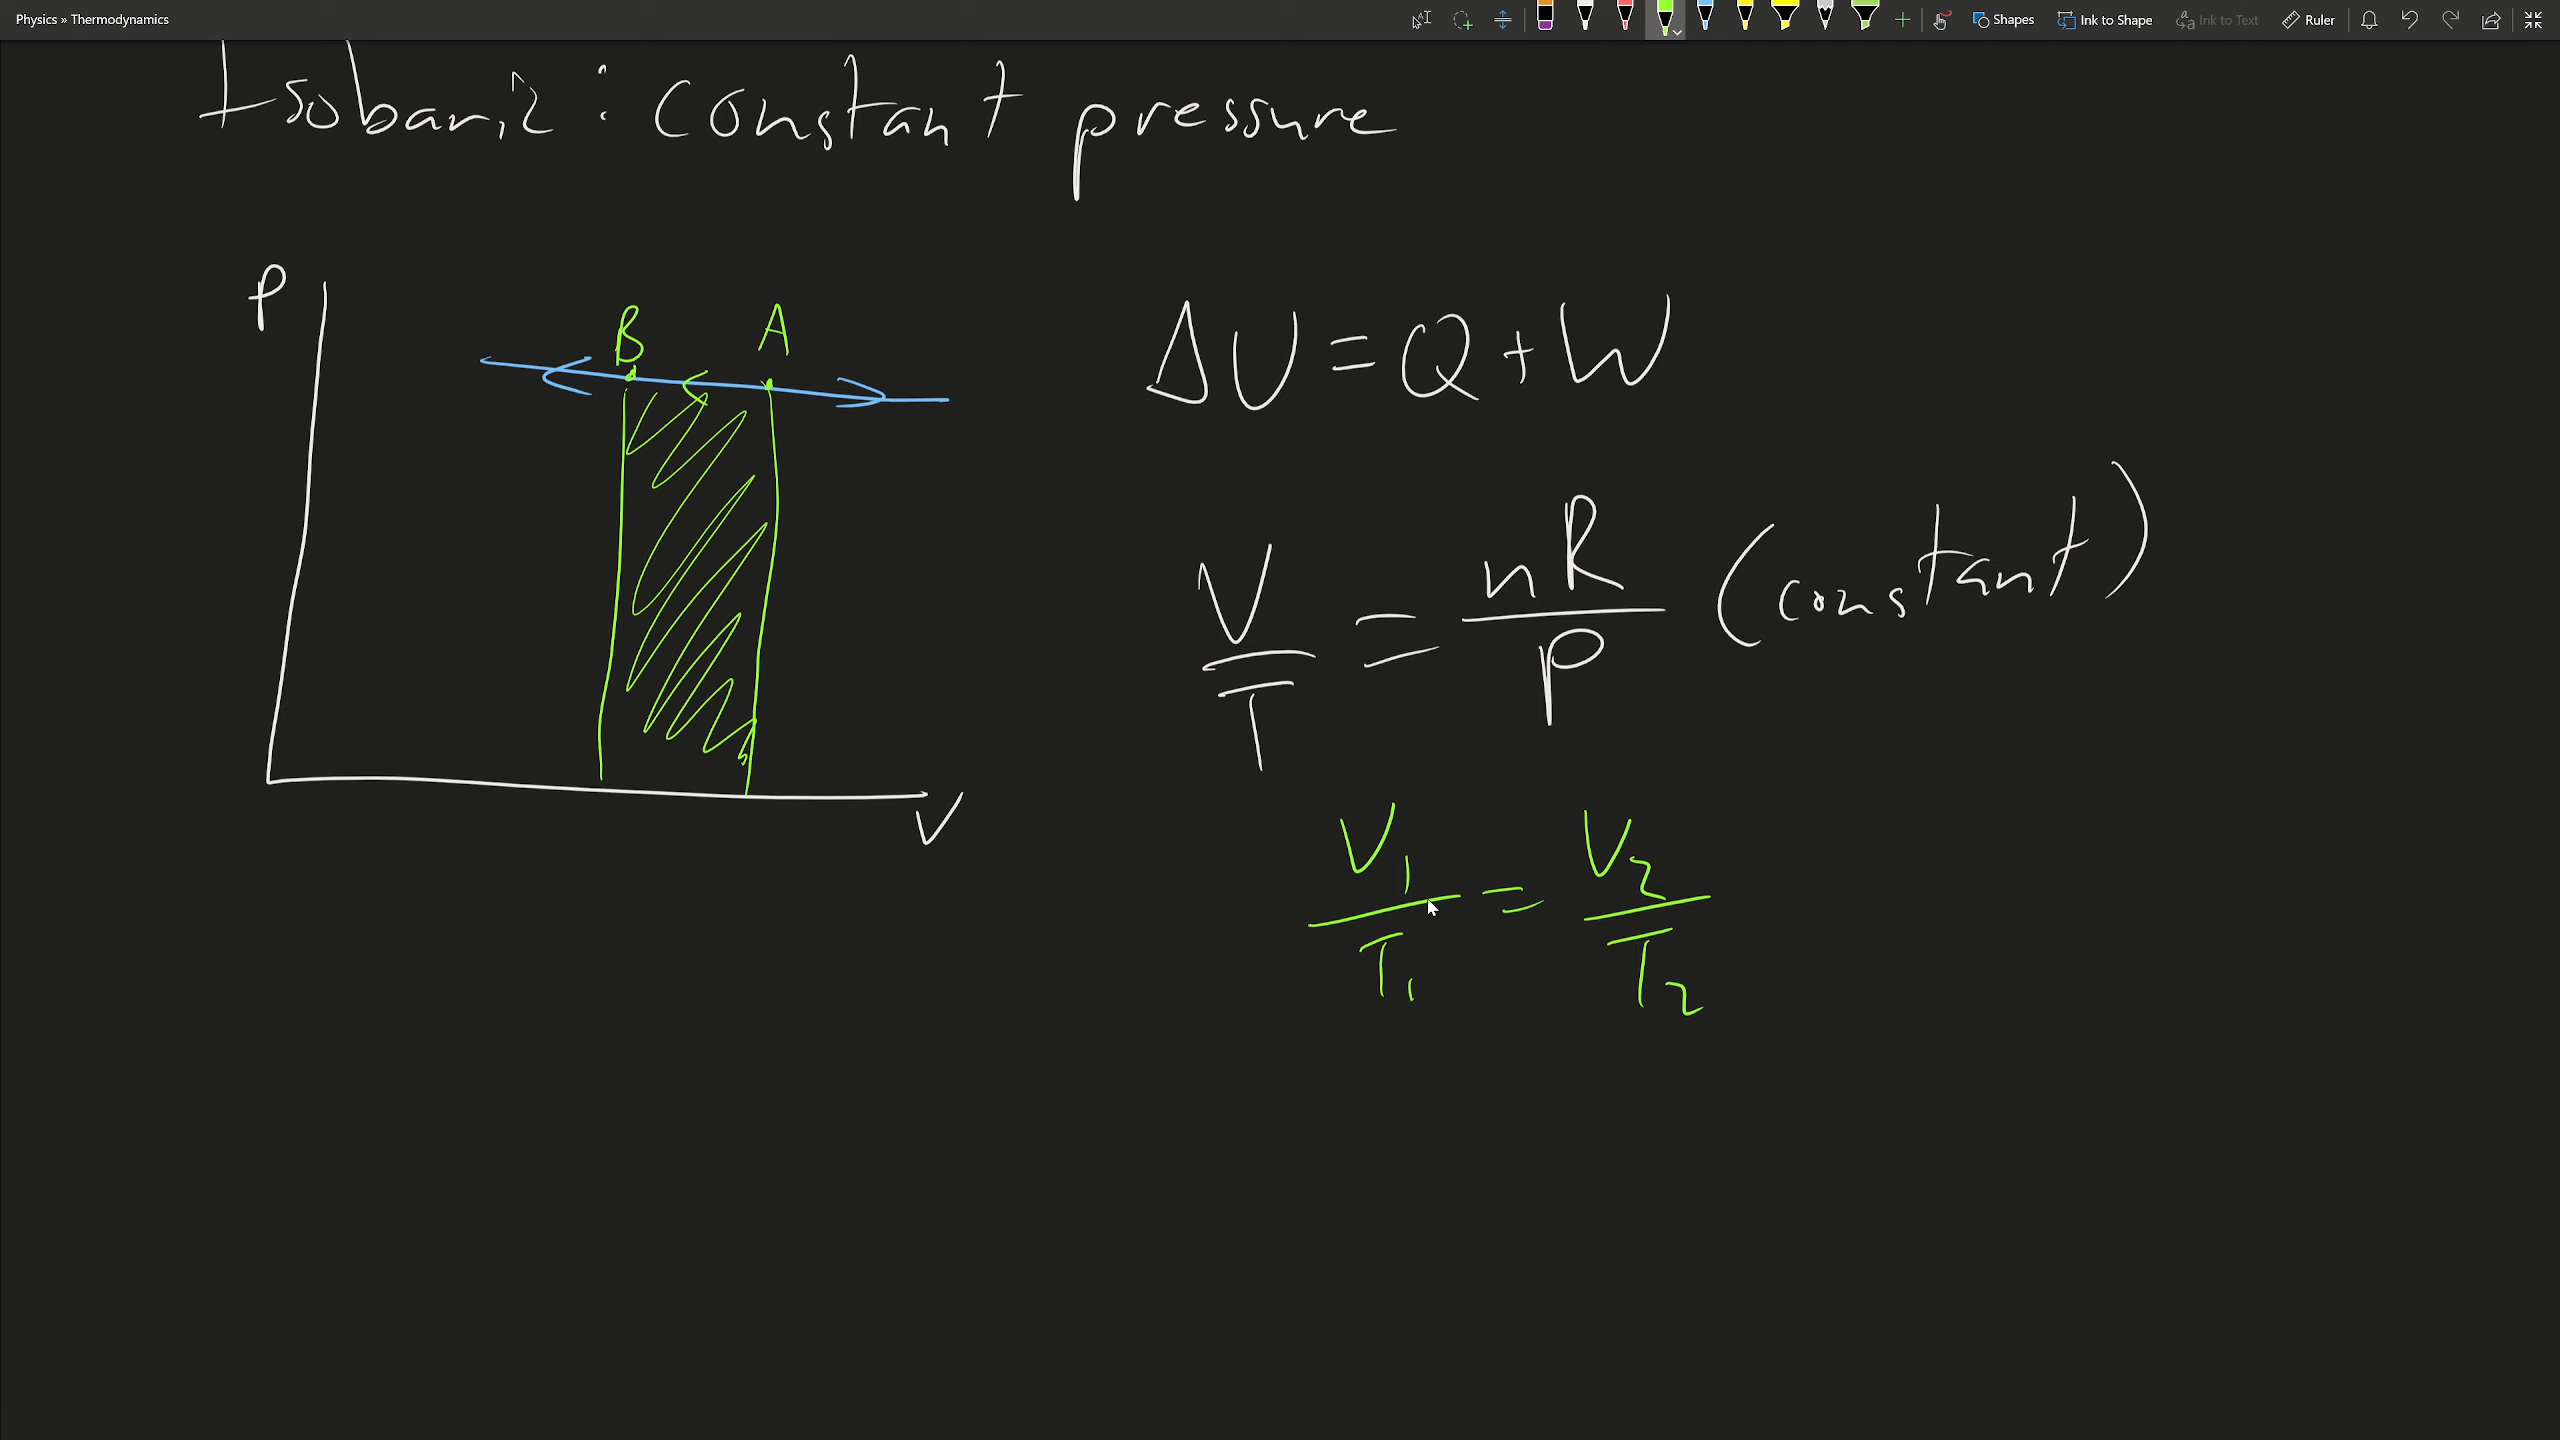 Physics » Thermodynamics
Shapes
Ink to Shape
Ink to Text
Ruler
Isobaric : constant pressure
P
B A
V
ΔU = Q + W
V/T = nR/P (constant)
V₁/T₁ = V₂/T₂